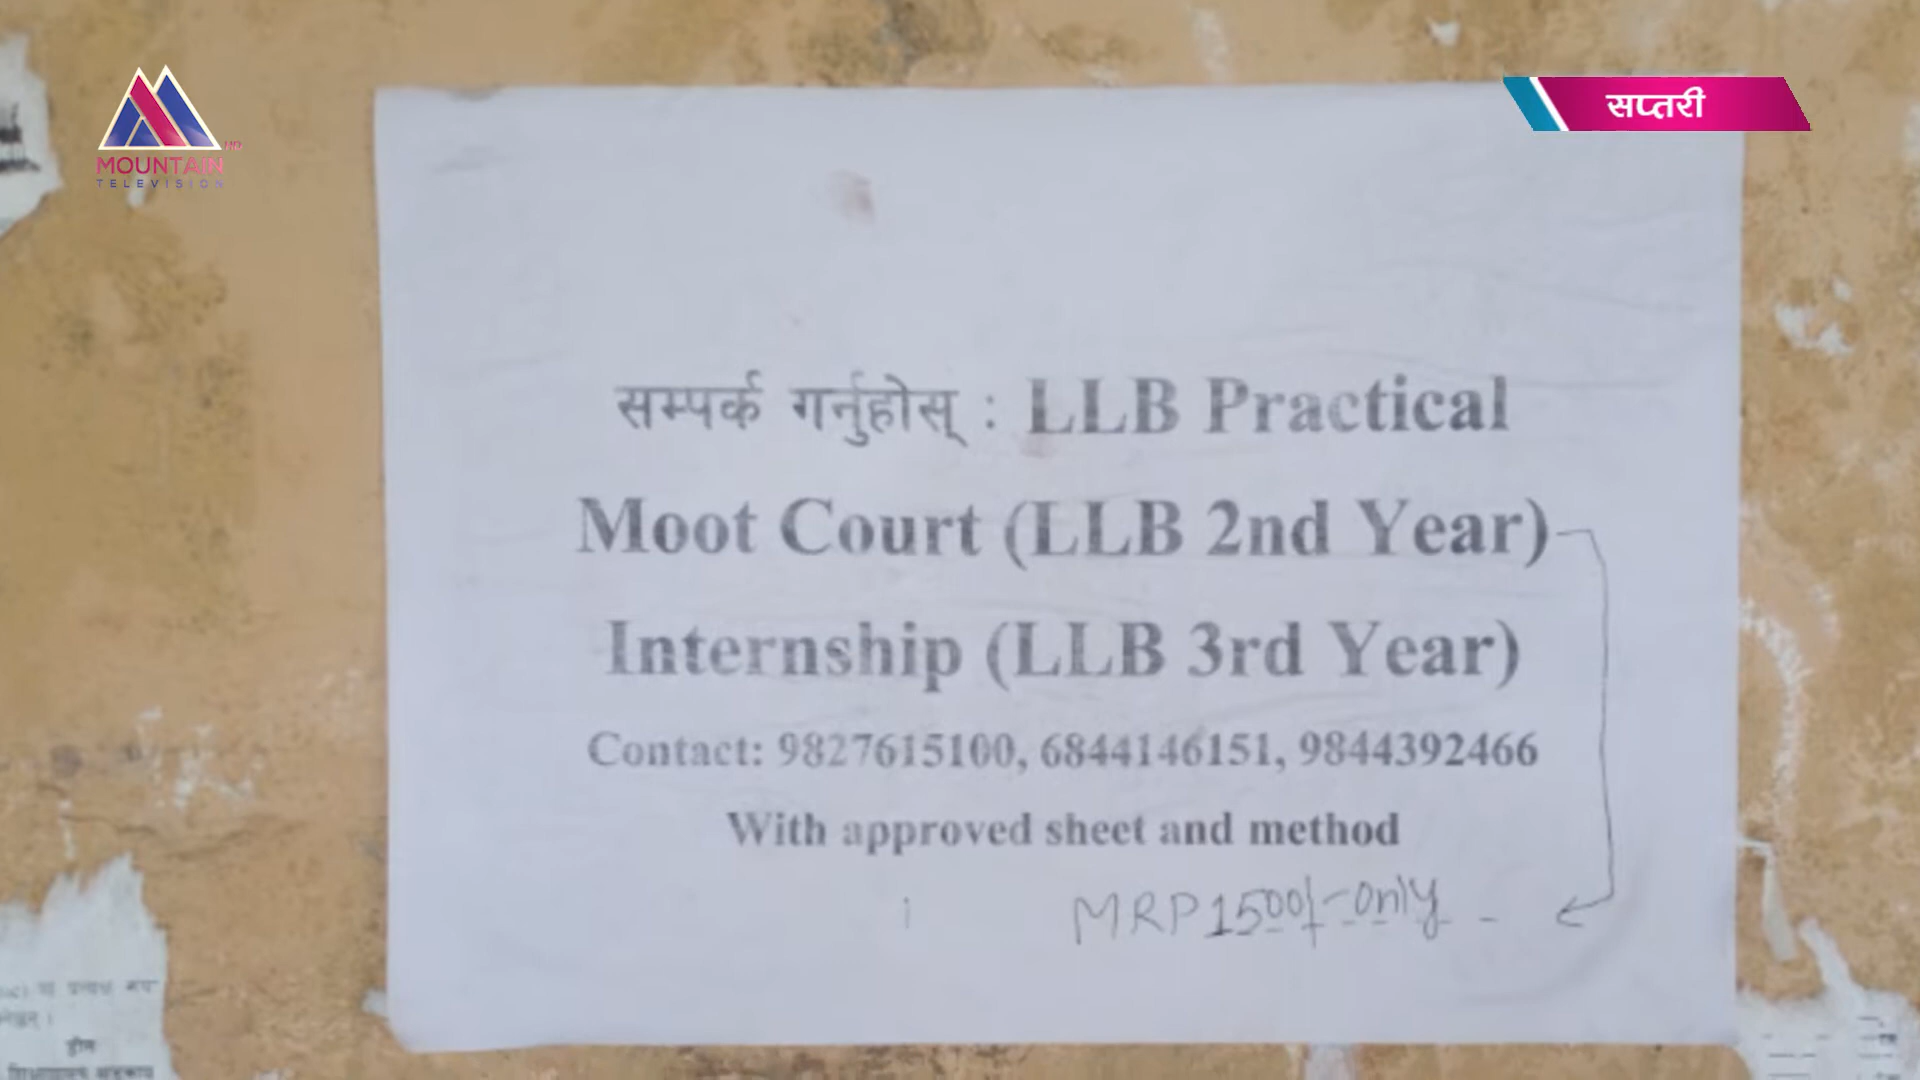 MOUNTAIN HD
TELEVISION
सप्तरी
सम्पर्क गर्नुहोस् : LLB Practical
Moot Court (LLB 2nd Year)
Internship (LLB 3rd Year)
Contact: 9827615100, 6844146151, 9844392466
With approved sheet and method
MRP 1500/- only -